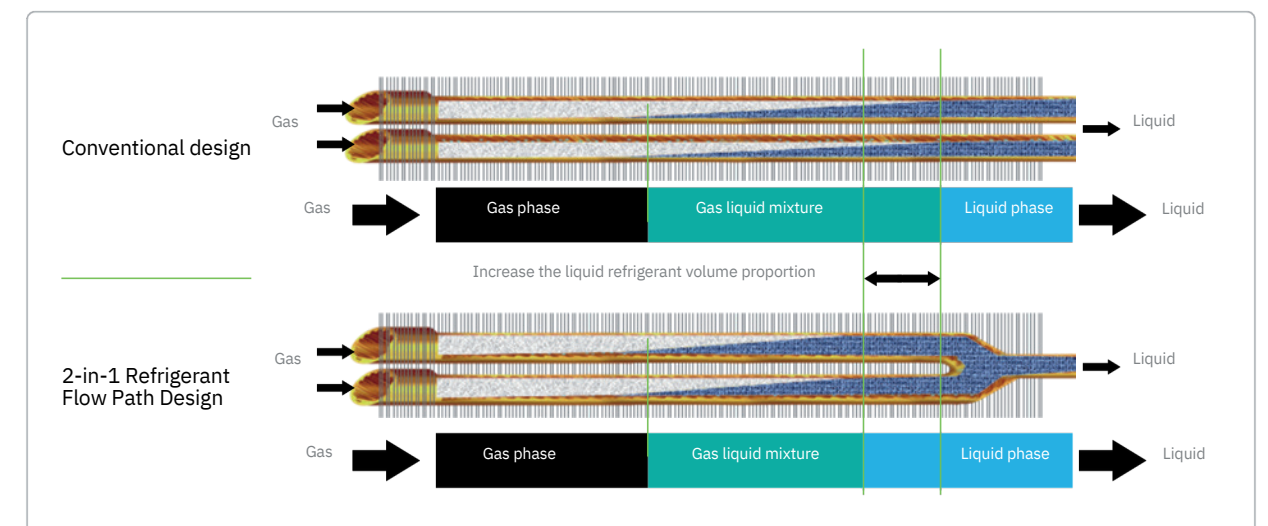 Gas
Liquid
Conventional design
Gas
Gas phase
Gas liquid mixture
Liquid phase
Liquid
Increase the liquid refrigerant volume proportion
Gas
Liquid
2-in-1 Refrigerant
Flow Path Design
Gas
Gas phase
Gas liquid mixture
Liquid phase
Liquid